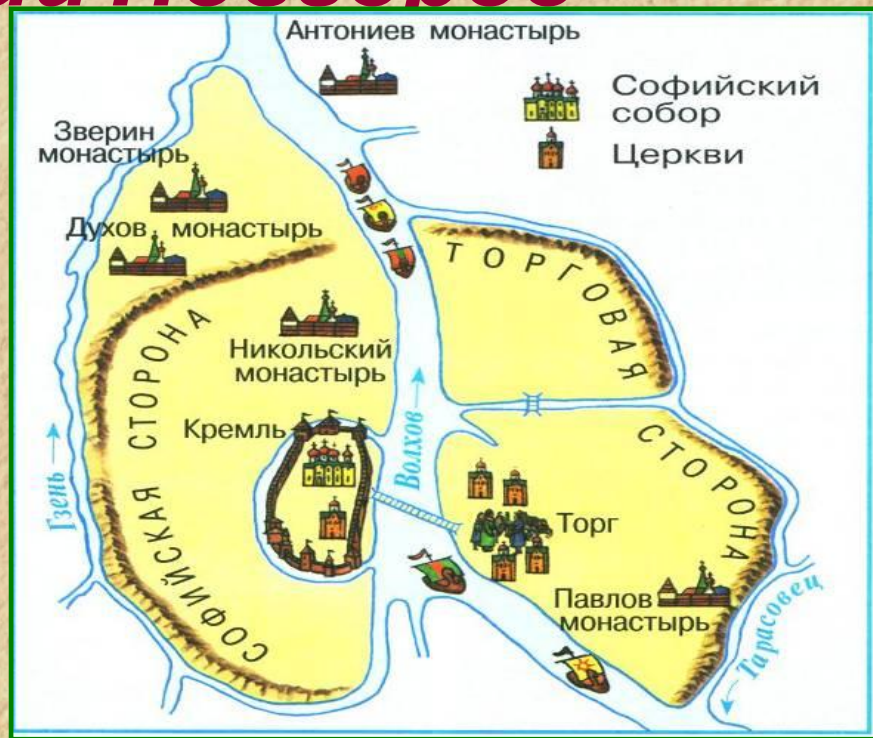 Антониев монастырь
Софийский
собор
Церкви
Зверин
монастырь
Духов монастырь
ТОРГОВАЯ
СТОРОНА
СОФИЙСКАЯ СТОРОНА
Никольский
монастырь
Кремль
Волхов
Гзень
Торг
Павлов
монастырь
Тарасовец